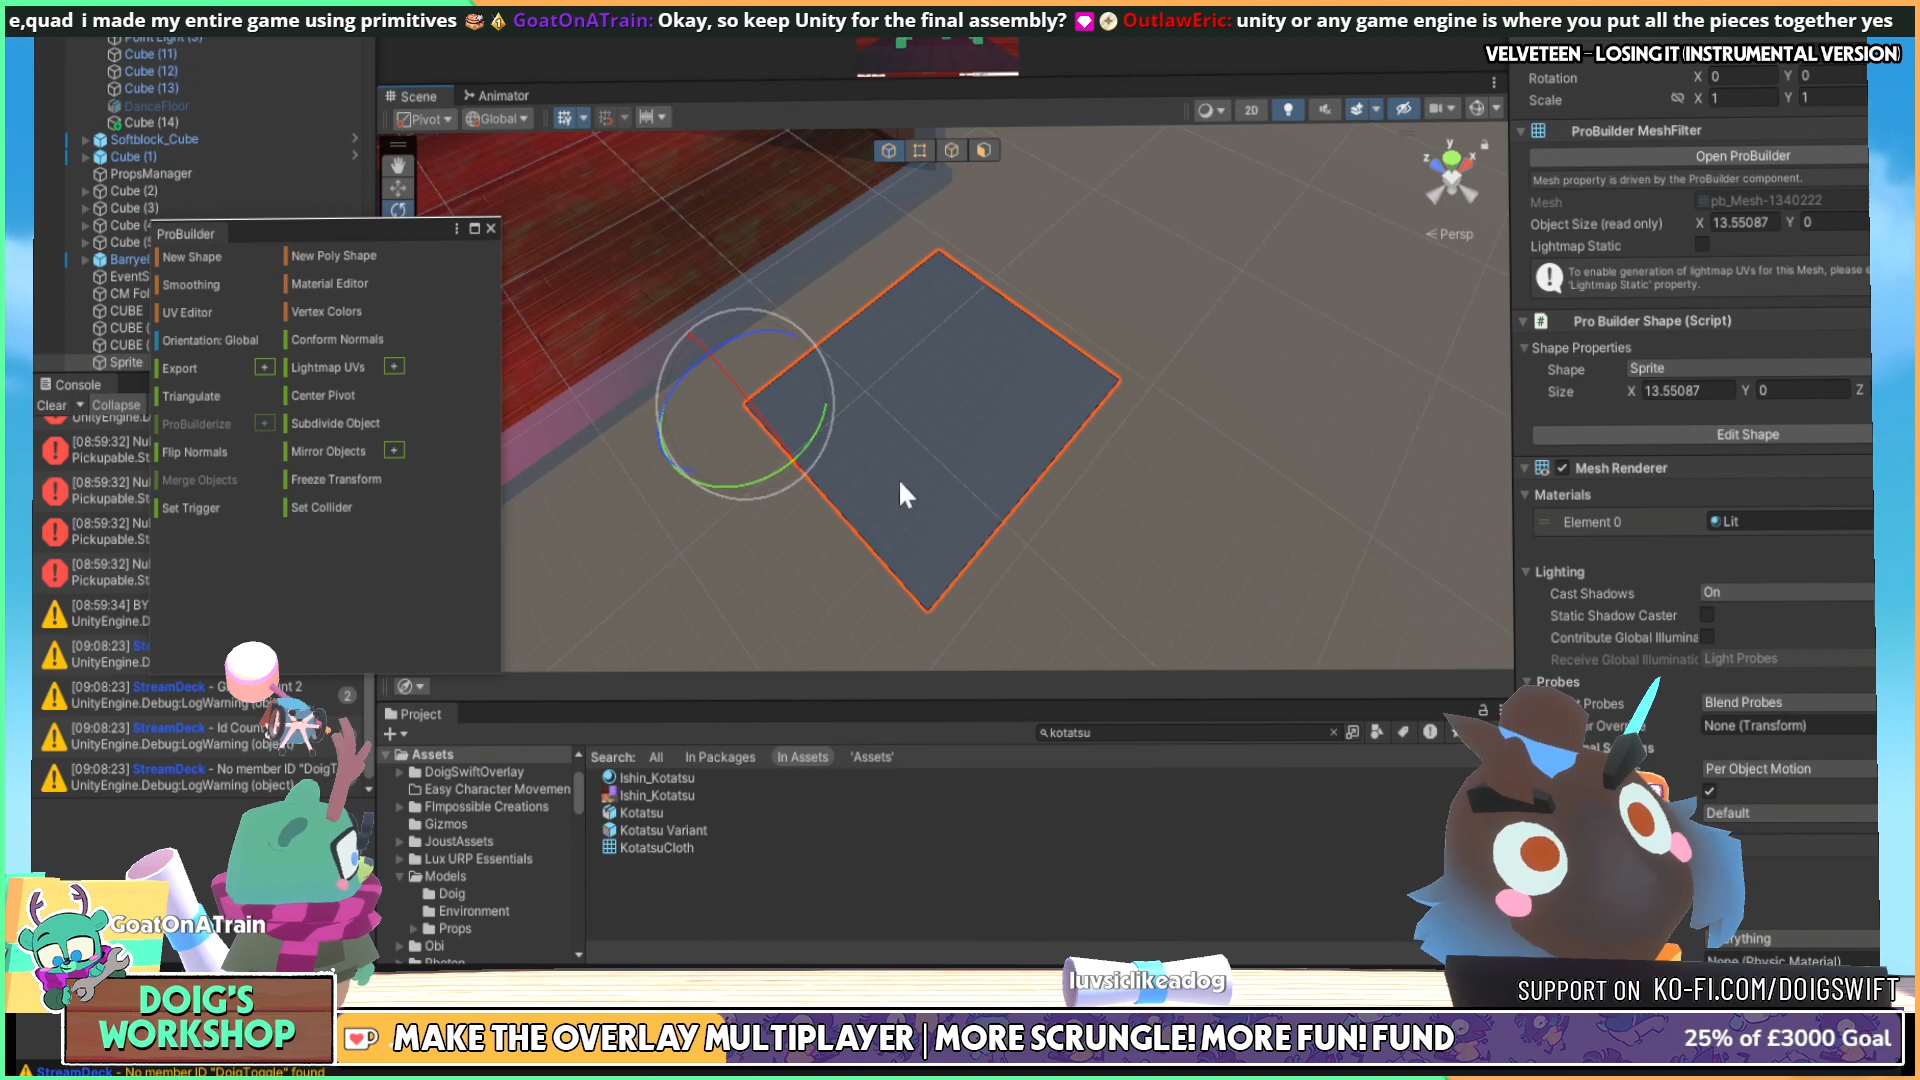 e,quad i made my entire game using primitives GoatOnATrain: Okay, so keep Unity for the final assembly? OutlawEric: unity or any game engine is where you put all the pieces together yes
VELVETEEN - LOSING IT (INSTRUMENTAL VERSION)
Cube (11)
Cube (12)
Cube (13)
DanceFloor
Cube (14)
Softblock_Cube
Cube (1)
PropsManager
Cube (2)
Cube (3)
Cube (
Cube (
Barryel
EventS
CM Fol
CUBE
CUBE (
CUBE (
Sprite
Console
Clear Collapse
UnityEngine.D
[08:59:32] Nul
Pickupable.St
[08:59:32] Nul
Pickupable.St
[08:59:32] Nul
Pickupable.St
[08:59:32] Nul
Pickupable.St
[08:59:34] BY
UnityEngine.D
[09:08:23] Str
UnityEngine.D
[09:08:23] StreamDeck - G unt 2
UnityEngine.Debug:LogWarning (obje
2
[09:08:23] StreamDeck - Id Coun
UnityEngine.Debug:LogWarning (obje
[09:08:23] StreamDeck - No member ID "DoigT
UnityEngine.Debug:LogWarning (object)
StreamDeck - No member ID "DoigToggle" found
ProBuilder
New Shape New Poly Shape
Smoothing Material Editor
UV Editor Vertex Colors
Orientation: Global Conform Normals
Export + Lightmap UVs +
Triangulate Center Pivot
ProBuilderize + Subdivide Object
Flip Normals Mirror Objects +
Merge Objects Freeze Transform
Set Trigger Set Collider
Scene Animator
Pivot Global
2D
y
z x
Persp
Project
kotatsu
Assets
DoigSwiftOverlay
Easy Character Movemen
FImpossible Creations
Gizmos
JoustAssets
Lux URP Essentials
Models
Doig
Environment
Props
Obi
Photon
Search: All In Packages In Assets 'Assets'
Ishin_Kotatsu
Ishin_Kotatsu
Kotatsu
Kotatsu Variant
KotatsuCloth
Rotation X 0 Y 0
Scale X 1 Y 1
ProBuilder MeshFilter
Open ProBuilder
Mesh property is driven by the ProBuilder component.
Mesh pb_Mesh-1340222
Object Size (read only) X 13.55087 Y 0
Lightmap Static
To enable generation of lightmap UVs for this Mesh, please e
'Lightmap Static' property.
Pro Builder Shape (Script)
Shape Properties
Shape Sprite
Size X 13.55087 Y 0 Z
Edit Shape
Mesh Renderer
Materials
Element 0 Lit
Lighting
Cast Shadows On
Static Shadow Caster
Contribute Global Illumina
Receive Global Illuminatic Light Probes
Probes
t Probes Blend Probes
None (Transform)
Per Object Motion
Default
None (Physic Material)
GoatOnATrain
luvsiclikeadog
DOIG'S
WORKSHOP
SUPPORT ON KO-FI.COM/DOIGSWIFT
MAKE THE OVERLAY MULTIPLAYER | MORE SCRUNGLE! MORE FUN! FUND
25% of £3000 Goal